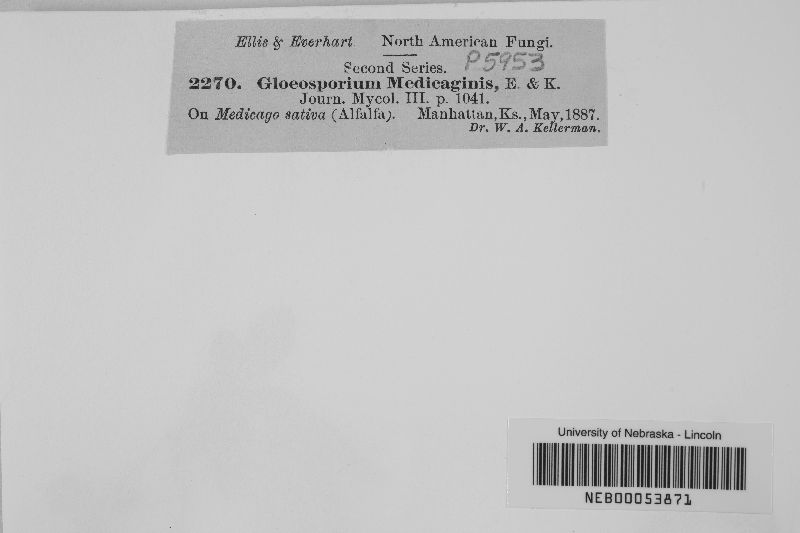 Ellis & Everhart North American Fungi.
Second Series. P5953
2270. Gloeosporium Medicaginis, E. & K.
Journ. Mycol. III. p. 1041.
On Medicago sativa (Alfalfa). Manhattan, Ks., May, 1887.
Dr. W. A. Kellerman.
University of Nebraska - Lincoln
NEB00053871